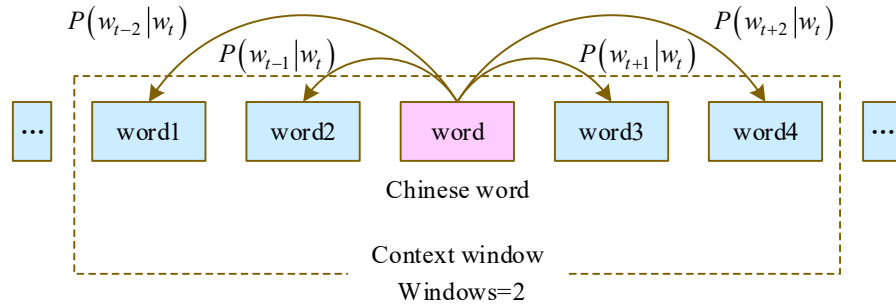 P(w_{t-2}|w_t) P(w_{t+2}|w_t)
P(w_{t-1}|w_t) P(w_{t+1}|w_t)
... word1 word2 word word3 word4 ...
Chinese word
Context window
Windows=2